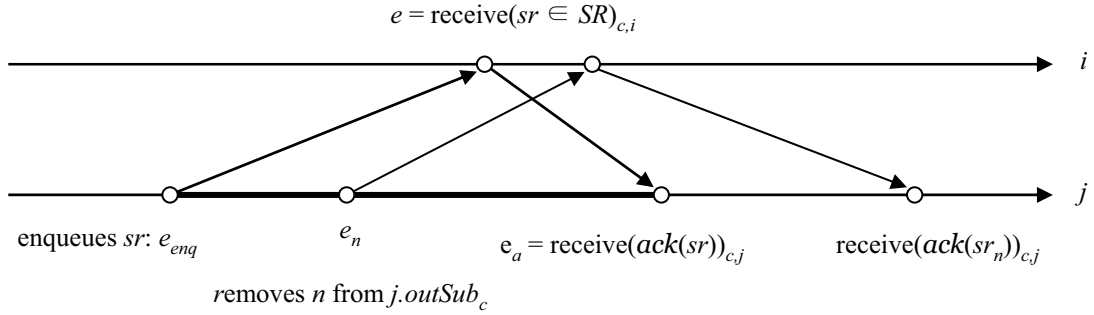 e = receive(sr ∈ SR)c,i
i
j
enqueues sr: eenq
en
ea = receive(ack(sr))c,j
receive(ack(srn))c,j
removes n from j.outSubc